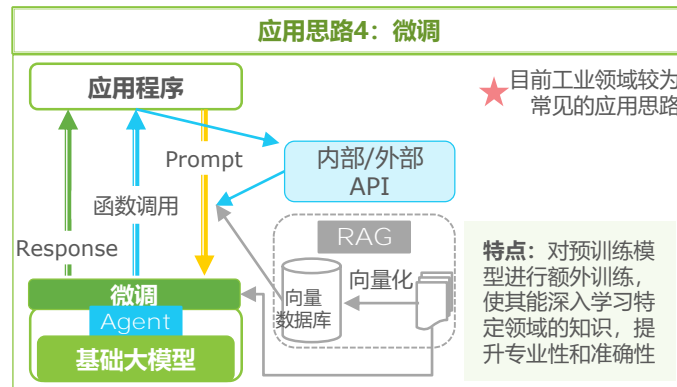 应用思路4：微调
应用程序
目前工业领域较为
常见的应用思路
Prompt
内部/外部
API
函数调用
Response
RAG
向量化
向量
数据库
特点：对预训练模
型进行额外训练，
使其能深入学习特
定领域的知识，提
升专业性和准确性
微调
Agent
基础大模型